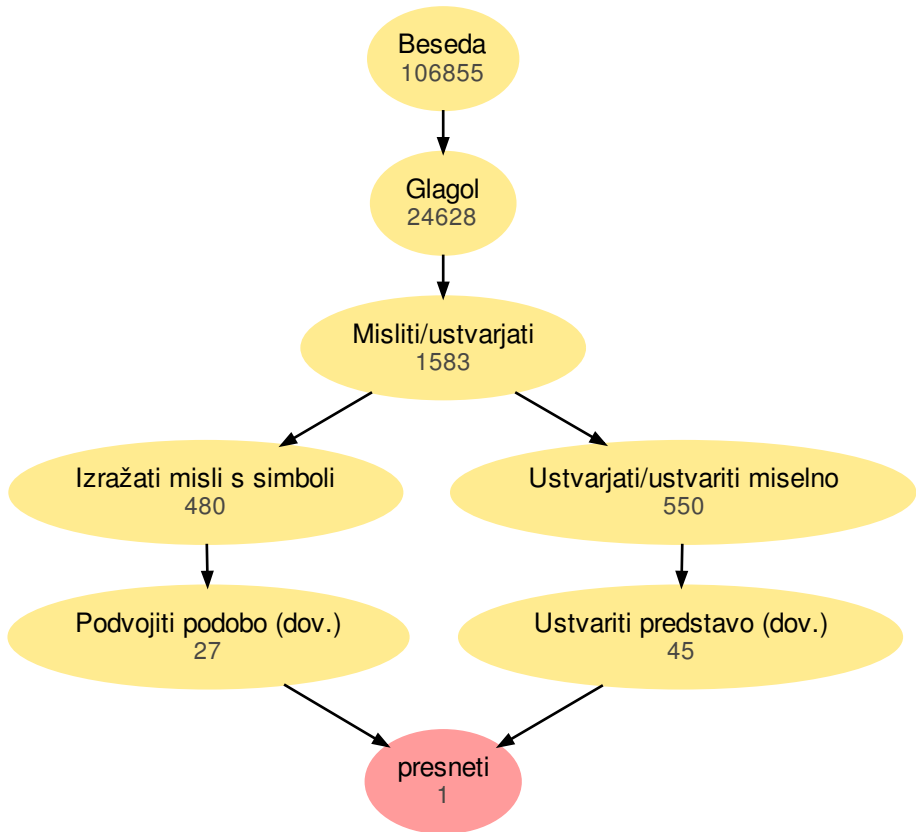 Beseda
106855
Glagol
24628
Misliti/ustvarjati
1583
Izražati misli s simboli
480
Ustvarjati/ustvariti miselno
550
Podvojiti podobo (dov.)
27
Ustvariti predstavo (dov.)
45
presneti
1